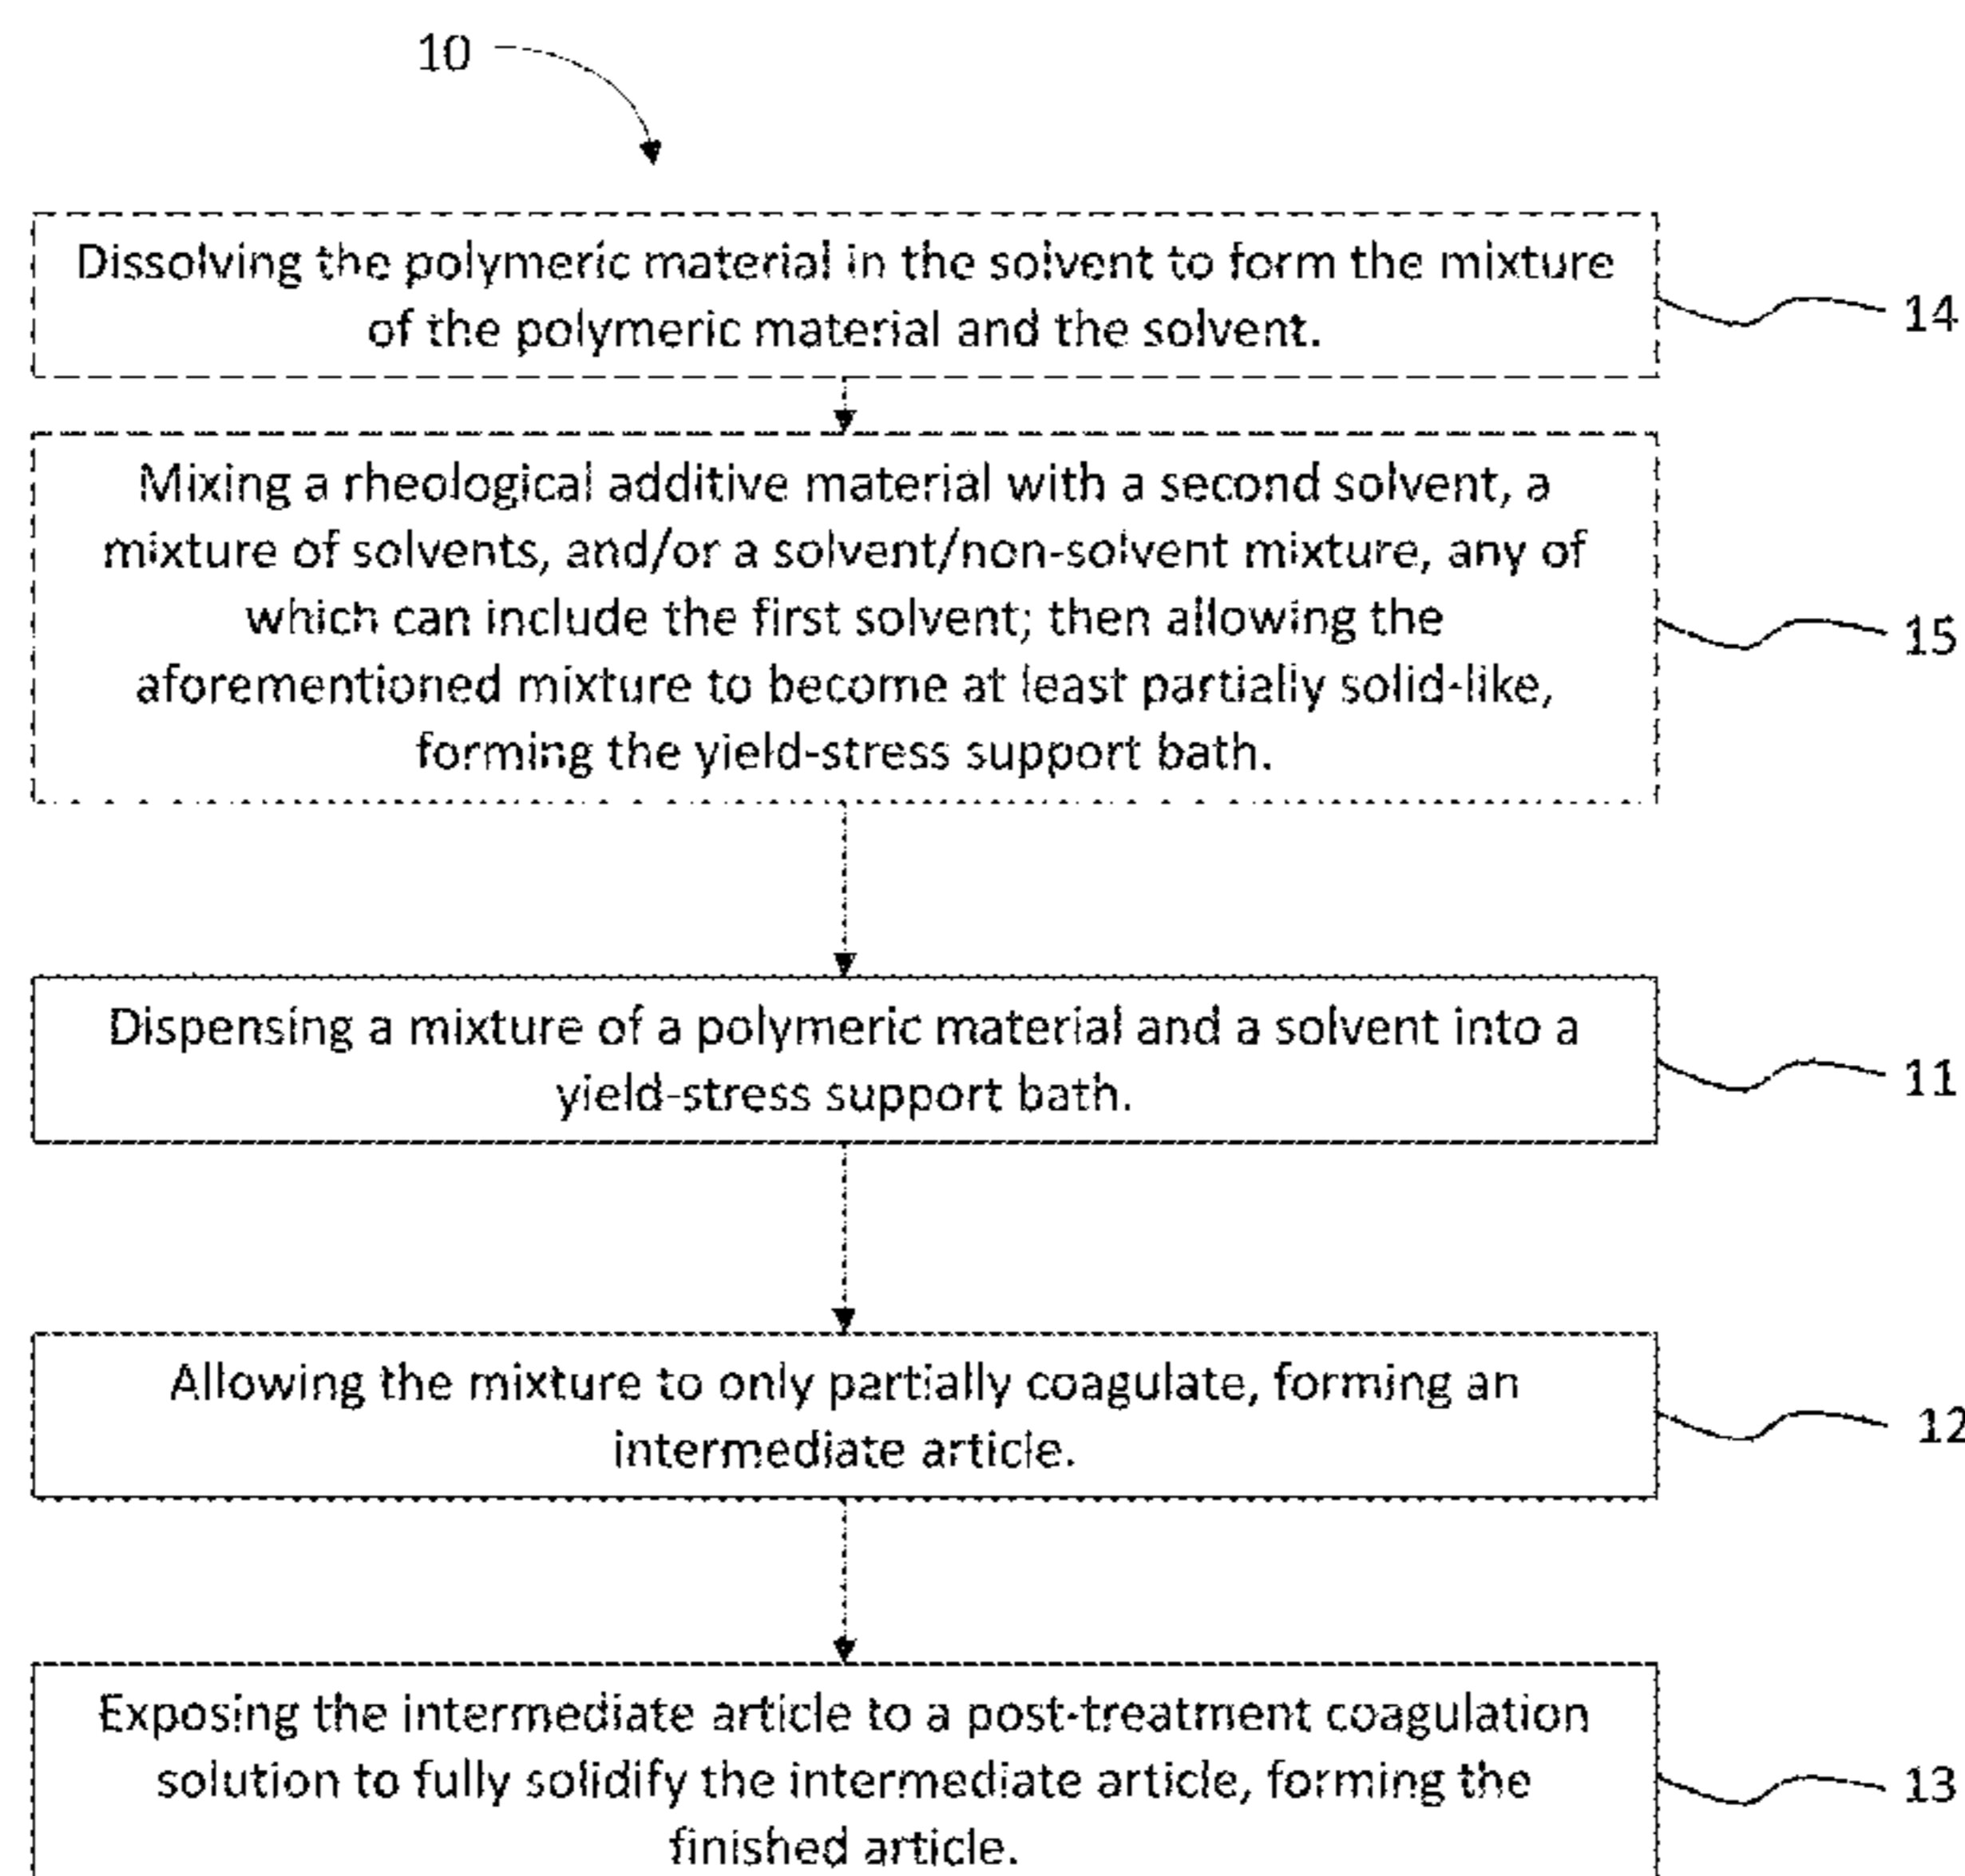 10
Dissolving the polymeric material in the solvent to form the mixture
of the polymeric material and the solvent.
14
Mixing a rheological additive material with a second solvent, a
mixture of solvents, and/or a solvent/non-solvent mixture, any of
which can include the first solvent; then allowing the
aforementioned mixture to become at least partially solid-like,
forming the yield-stress support bath.
15
Dispensing a mixture of a polymeric material and a solvent into a
yield-stress support bath.
11
Allowing the mixture to only partially coagulate, forming an
intermediate article.
12
Exposing the intermediate article to a post-treatment coagulation
solution to fully solidify the intermediate article, forming the
finished article.
13